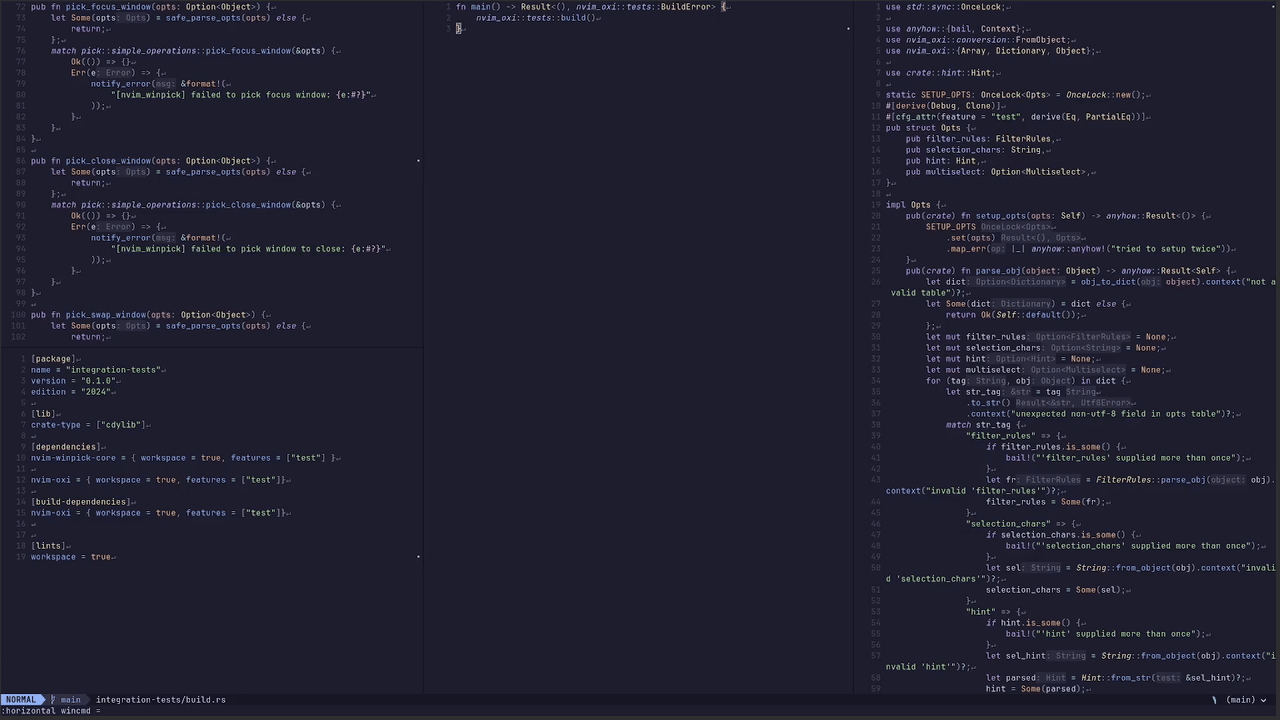 72 pub fn pick_focus_window(opts: Option<Object>) {↵
73     let Some(opts: Opts) = safe_parse_opts(opts) else {↵
74         return;↵
75     };↵
76     match pick::simple_operations::pick_focus_window(&opts) {↵
77         Ok(()) => {}↵
78         Err(e: Error) => {↵
79             notify_error(msg: &format!(↵
80                 "[nvim_winpick] failed to pick focus window: {e:#?}"↵
81             ));↵
82         }↵
83     }↵
84 }↵
85 ↵
86 pub fn pick_close_window(opts: Option<Object>) {↵
87     let Some(opts: Opts) = safe_parse_opts(opts) else {↵
88         return;↵
89     };↵
90     match pick::simple_operations::pick_close_window(&opts) {↵
91         Ok(()) => {}↵
92         Err(e: Error) => {↵
93             notify_error(msg: &format!(↵
94                 "[nvim_winpick] failed to pick window to close: {e:#?}"↵
95             ));↵
96         }↵
97     }↵
98 }↵
99 ↵
100 pub fn pick_swap_window(opts: Option<Object>) {↵
101     let Some(opts: Opts) = safe_parse_opts(opts) else {↵
102         return;↵
1 [package]↵
2 name = "integration-tests"↵
3 version = "0.1.0"↵
4 edition = "2024"↵
5 ↵
6 [lib]↵
7 crate-type = ["cdylib"]↵
8 ↵
9 [dependencies]↵
10 nvim-winpick-core = { workspace = true, features = ["test"] }↵
11 ↵
12 nvim-oxi = { workspace = true, features = ["test"]}↵
13 ↵
14 [build-dependencies]↵
15 nvim-oxi = { workspace = true, features = ["test"]}↵
16 ↵
17 ↵
18 [lints]↵
19 workspace = true↵
1 fn main() -> Result<(), nvim_oxi::tests::BuildError> {↵
2     nvim_oxi::tests::build()↵
3 }↵
1 use std::sync::OnceLock;↵
2 ↵
3 use anyhow::{bail, Context};↵
4 use nvim_oxi::conversion::FromObject;↵
5 use nvim_oxi::{Array, Dictionary, Object};↵
6 ↵
7 use crate::hint::Hint;↵
8 ↵
9 static SETUP_OPTS: OnceLock<Opts> = OnceLock::new();↵
10 #[derive(Debug, Clone)]↵
11 #[cfg_attr(feature = "test", derive(Eq, PartialEq))]↵
12 pub struct Opts {↵
13     pub filter_rules: FilterRules,↵
14     pub selection_chars: String,↵
15     pub hint: Hint,↵
16     pub multiselect: Option<Multiselect>,↵
17 }↵
18 ↵
19 impl Opts {↵
20     pub(crate) fn setup_opts(opts: Self) -> anyhow::Result<()> {↵
21         SETUP_OPTS OnceLock<Opts>↵
22             .set(opts) Result<(), Opts>↵
23             .map_err(op: |_| anyhow::anyhow!("tried to setup twice"))↵
24     }↵
25     pub(crate) fn parse_obj(object: Object) -> anyhow::Result<Self> {↵
26         let dict: Option<Dictionary> = obj_to_dict(obj: object).context("not a
valid table")?;↵
27         let Some(dict: Dictionary) = dict else {↵
28             return Ok(Self::default());↵
29         };↵
30         let mut filter_rules: Option<FilterRules> = None;↵
31         let mut selection_chars: Option<String> = None;↵
32         let mut hint: Option<Hint> = None;↵
33         let mut multiselect: Option<Multiselect> = None;↵
34         for (tag: String, obj: Object) in dict {↵
35             let str_tag: &str = tag String↵
36                 .to_str() Result<&str, Utf8Error>↵
37                 .context("unexpected non-utf-8 field in opts table")?;↵
38             match str_tag {↵
39                 "filter_rules" => {↵
40                     if filter_rules.is_some() {↵
41                         bail!("'filter_rules' supplied more than once");↵
42                     }↵
43                     let fr: FilterRules = FilterRules::parse_obj(object: obj).
context("invalid 'filter_rules'")?;↵
44                     filter_rules = Some(fr);↵
45                 }↵
46                 "selection_chars" => {↵
47                     if selection_chars.is_some() {↵
48                         bail!("'selection_chars' supplied more than once");↵
49                     }↵
50                     let sel: String = String::from_object(obj).context("invali
d 'selection_chars'")?;↵
51                     selection_chars = Some(sel);↵
52                 }↵
53                 "hint" => {↵
54                     if hint.is_some() {↵
55                         bail!("'hint' supplied more than once");↵
56                     }↵
57                     let sel_hint: String = String::from_object(obj).context("i
nvalid 'hint'")?;↵
58                     let parsed: Hint = Hint::from_str(test: &sel_hint)?;↵
59                     hint = Some(parsed);↵
NORMAL main integration-tests/build.rs (main)
:horizontal wincmd =